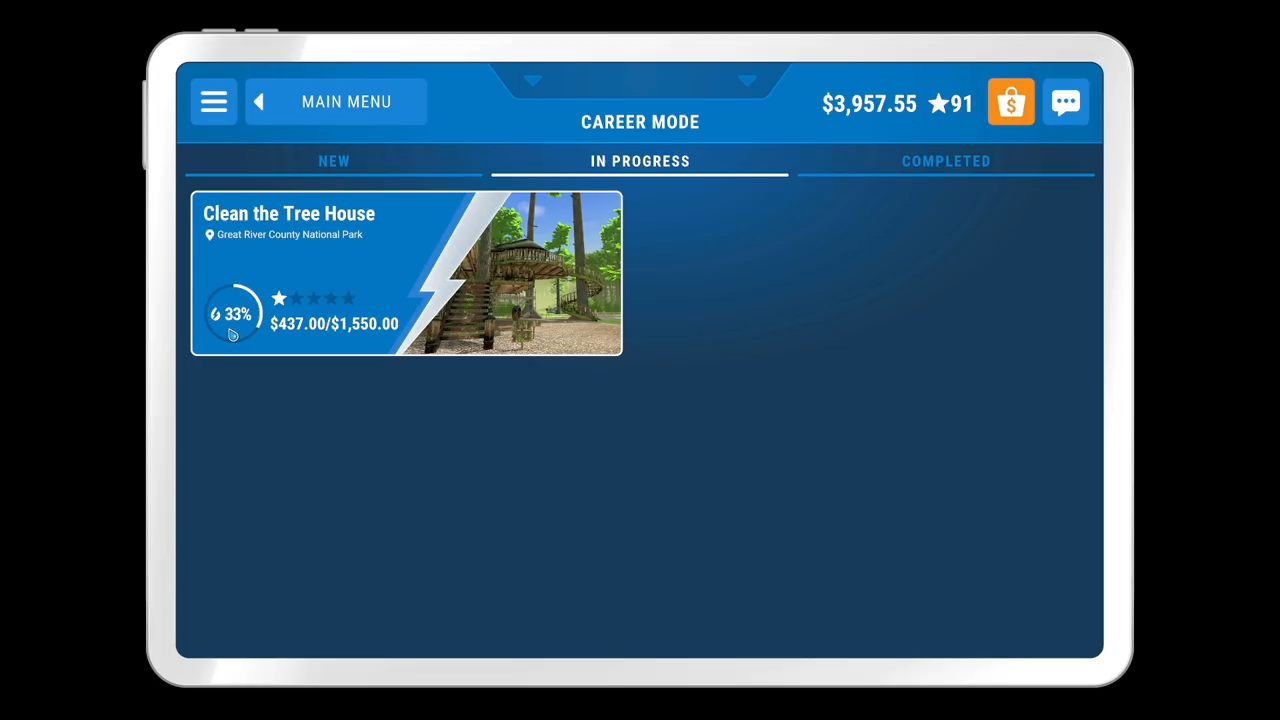 MAIN MENU
CAREER MODE
$3,957.55 ★91
$
NEW
IN PROGRESS
COMPLETED
Clean the Tree House
Great River County National Park
33%
$437.00/$1,550.00